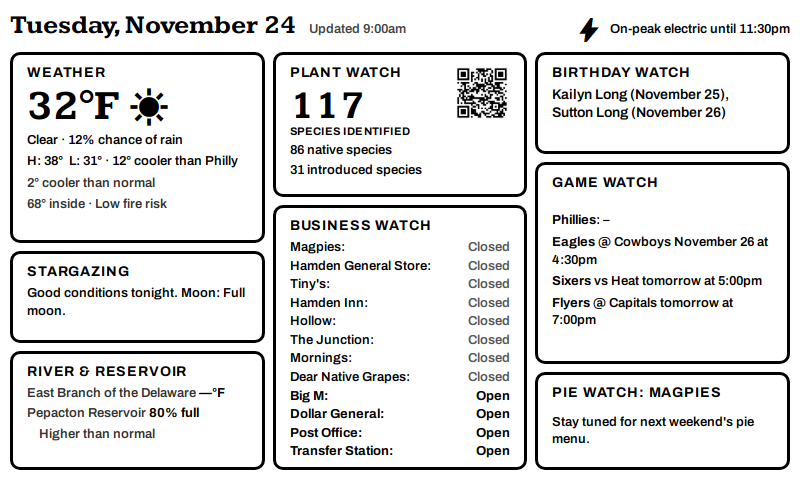 Tuesday, November 24 Updated 9:00am
On-peak electric until 11:30pm
WEATHER
32°F
Clear · 12% chance of rain
H: 38° L: 31° · 12° cooler than Philly
2° cooler than normal
68° inside · Low fire risk
STARGAZING
Good conditions tonight. Moon: Full
moon.
RIVER & RESERVOIR
East Branch of the Delaware —°F
Pepacton Reservoir 80% full
Higher than normal
PLANT WATCH
117
SPECIES IDENTIFIED
86 native species
31 introduced species
BUSINESS WATCH
Magpies: Closed
Hamden General Store: Closed
Tiny's: Closed
Hamden Inn: Closed
Hollow: Closed
The Junction: Closed
Mornings: Closed
Dear Native Grapes: Closed
Big M: Open
Dollar General: Open
Post Office: Open
Transfer Station: Open
BIRTHDAY WATCH
Kailyn Long (November 25),
Sutton Long (November 26)
GAME WATCH
Phillies: –
Eagles @ Cowboys November 26 at
4:30pm
Sixers vs Heat tomorrow at 5:00pm
Flyers @ Capitals tomorrow at
7:00pm
PIE WATCH: MAGPIES
Stay tuned for next weekend's pie
menu.